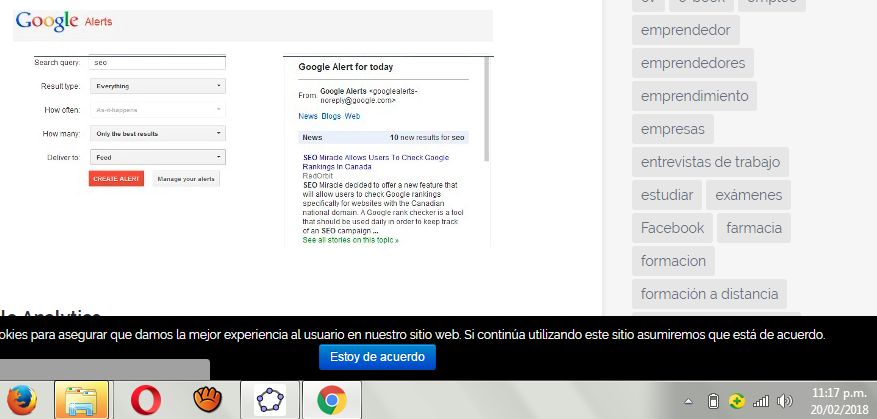 Google Alerts
Search query: seo
Result type: Everything
How often: As-it-happens
How many: Only the best results
Deliver to: Feed
CREATE ALERT Manage your alerts
Google Alert for today
From: Google Alerts <googlealerts-
noreply@google.com>
News Blogs Web
News 10 new results for seo
SEO Miracle Allows Users To Check Google
Rankings In Canada
RedOrbit
SEO Miracle decided to offer a new feature that
will allow users to check Google rankings
specifically for websites with the Canadian
national domain. A Google rank checker is a tool
that should be used daily in order to keep track
of an SEO campaign ...
See all stories on this topic »
emprendedor
emprendedores
emprendimiento
empresas
entrevistas de trabajo
estudiar exámenes
Facebook farmacia
formacion
formación a distancia
okies para asegurar que damos la mejor experiencia al usuario en nuestro sitio web. Si continúa utilizando este sitio asumiremos que está de acuerdo.
Estoy de acuerdo
11:17 p.m.
20/02/2018